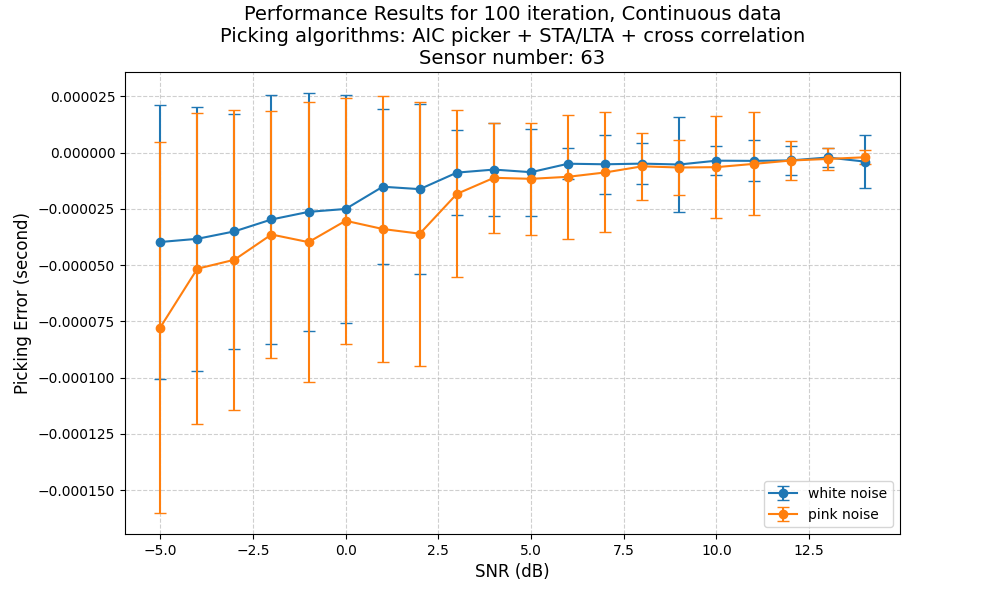 Performance Results for 100 iteration, Continuous data
Picking algorithms: AIC picker + STA/LTA + cross correlation
Sensor number: 63
Picking Error (second)
0.000025
0.000000
−0.000025
−0.000050
−0.000075
−0.000100
−0.000125
−0.000150
white noise
pink noise
−5.0 −2.5 0.0 2.5 5.0 7.5 10.0 12.5
SNR (dB)